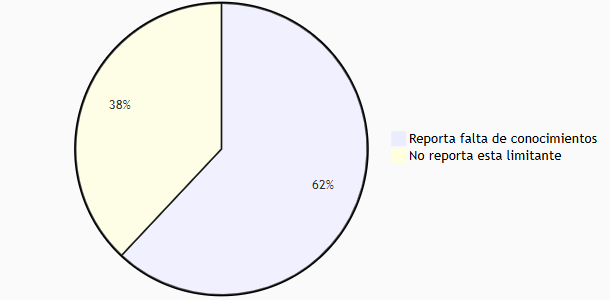 38%
62%
Reporta falta de conocimientos
No reporta esta limitante